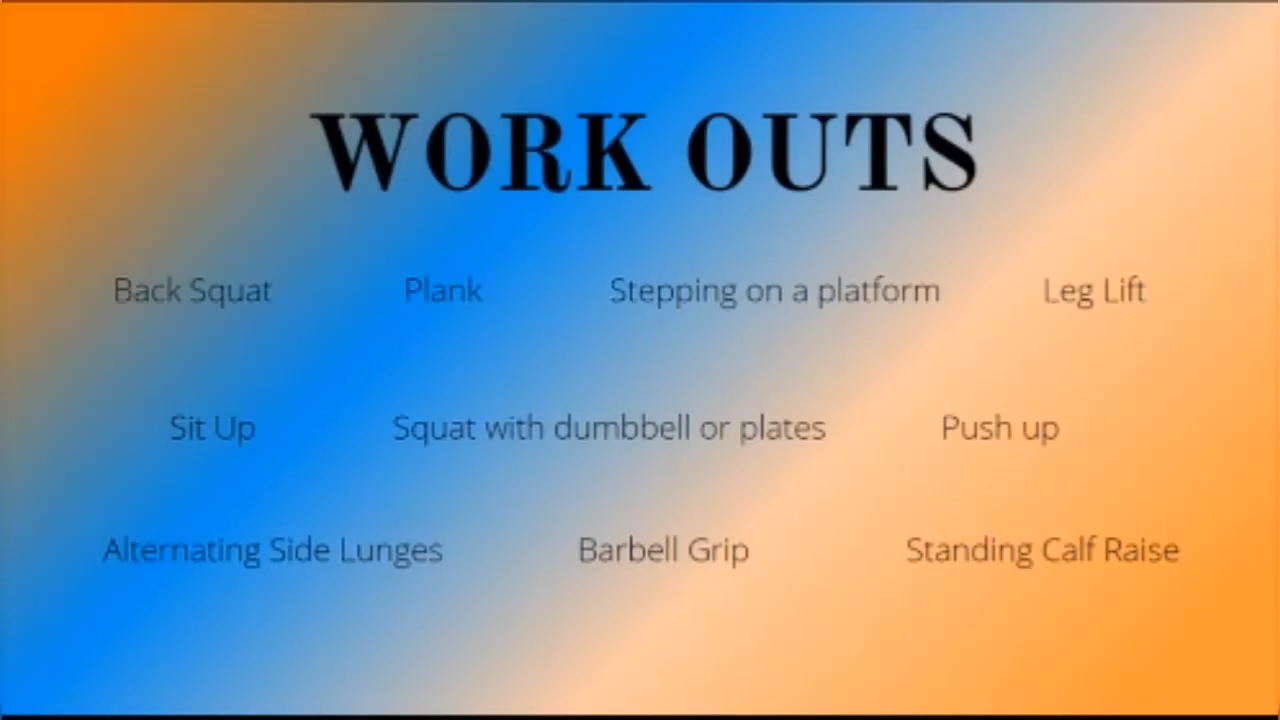 WORK OUTS
Back Squat Plank Stepping on a platform Leg Lift
Sit Up Squat with dumbbell or plates Push up
Alternating Side Lunges Barbell Grip Standing Calf Raise